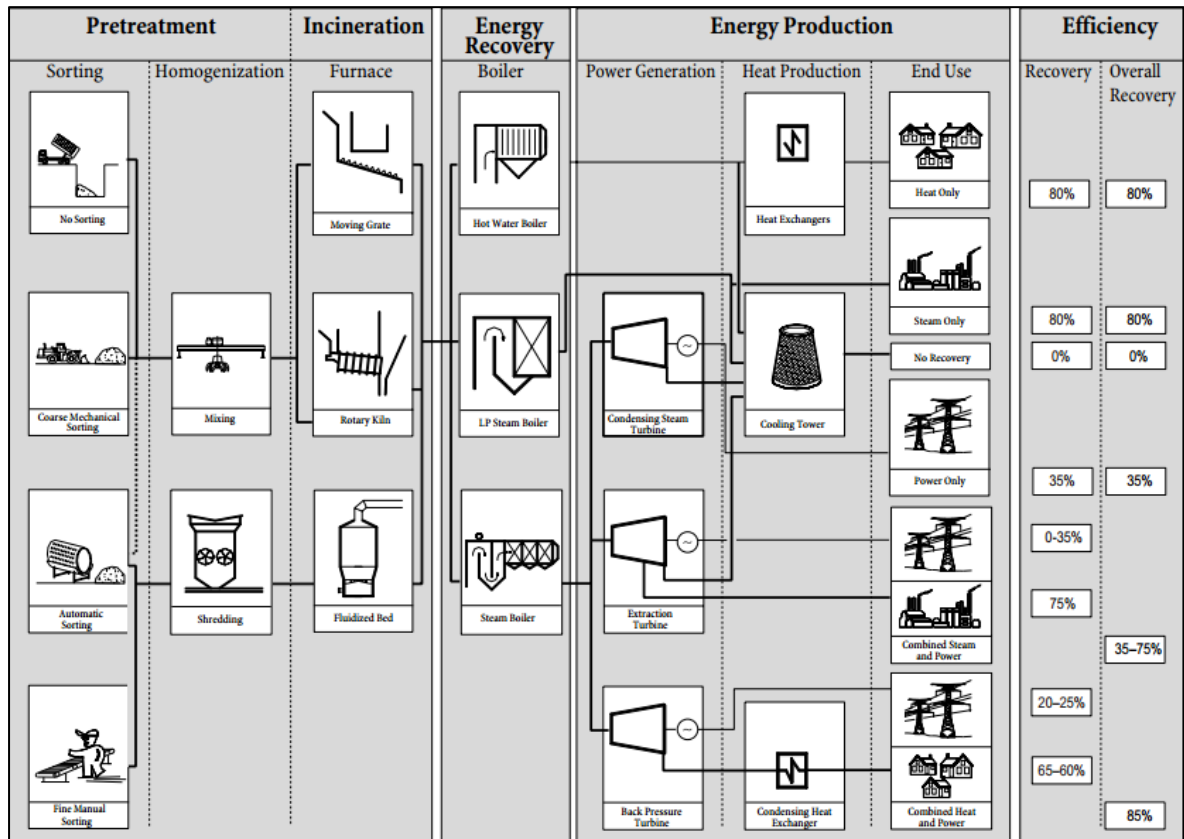 Pretreatment
Incineration
Energy
Recovery
Energy Production
Efficiency
Sorting
Homogenization
Furnace
Boiler
Power Generation
Heat Production
End Use
Recovery
Overall
Recovery
No Sorting
Moving Grate
Hot Water Boiler
Heat Exchangers
Heat Only
80%
80%
Steam Only
80%
80%
No Recovery
0%
0%
Coarse Mechanical
Sorting
Mixing
Rotary Kiln
LP Steam Boiler
~
Condensing Steam
Turbine
Cooling Tower
Power Only
35%
35%
Automatic
Sorting
Shredding
Fluidized Bed
Steam Boiler
~
Extraction
Turbine
0-35%
75%
Combined Steam
and Power
35–75%
Fine Manual
Sorting
~
Back Pressure
Turbine
Condensing Heat
Exchanger
20–25%
65–60%
Combined Heat
and Power
85%